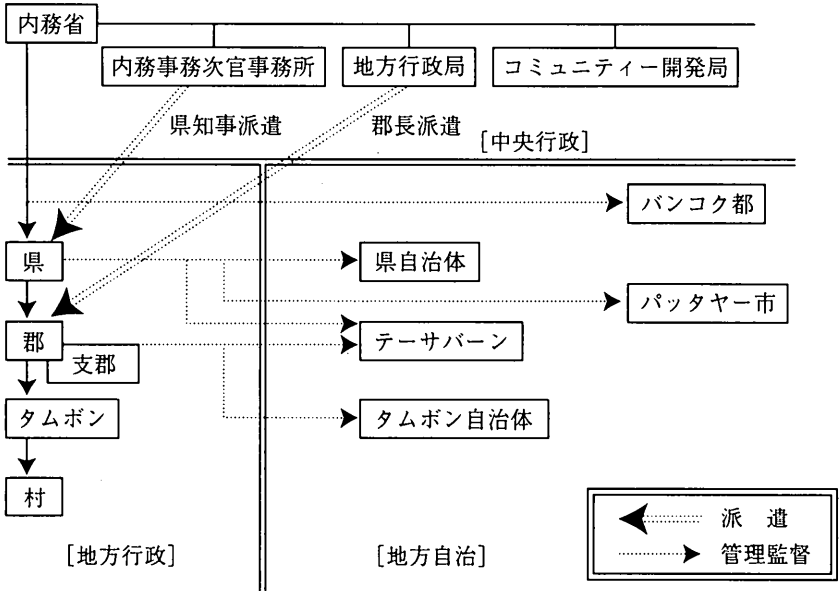 内務省
内務事務次官事務所
地方行政局
コミュニティー開発局
県知事派遣
郡長派遣
[中央行政]
バンコク都
県
県自治体
パッタヤー市
郡
テーサバーン
支郡
タムボン
タムボン自治体
村
派 遣
管理監督
[地方行政]
[地方自治]